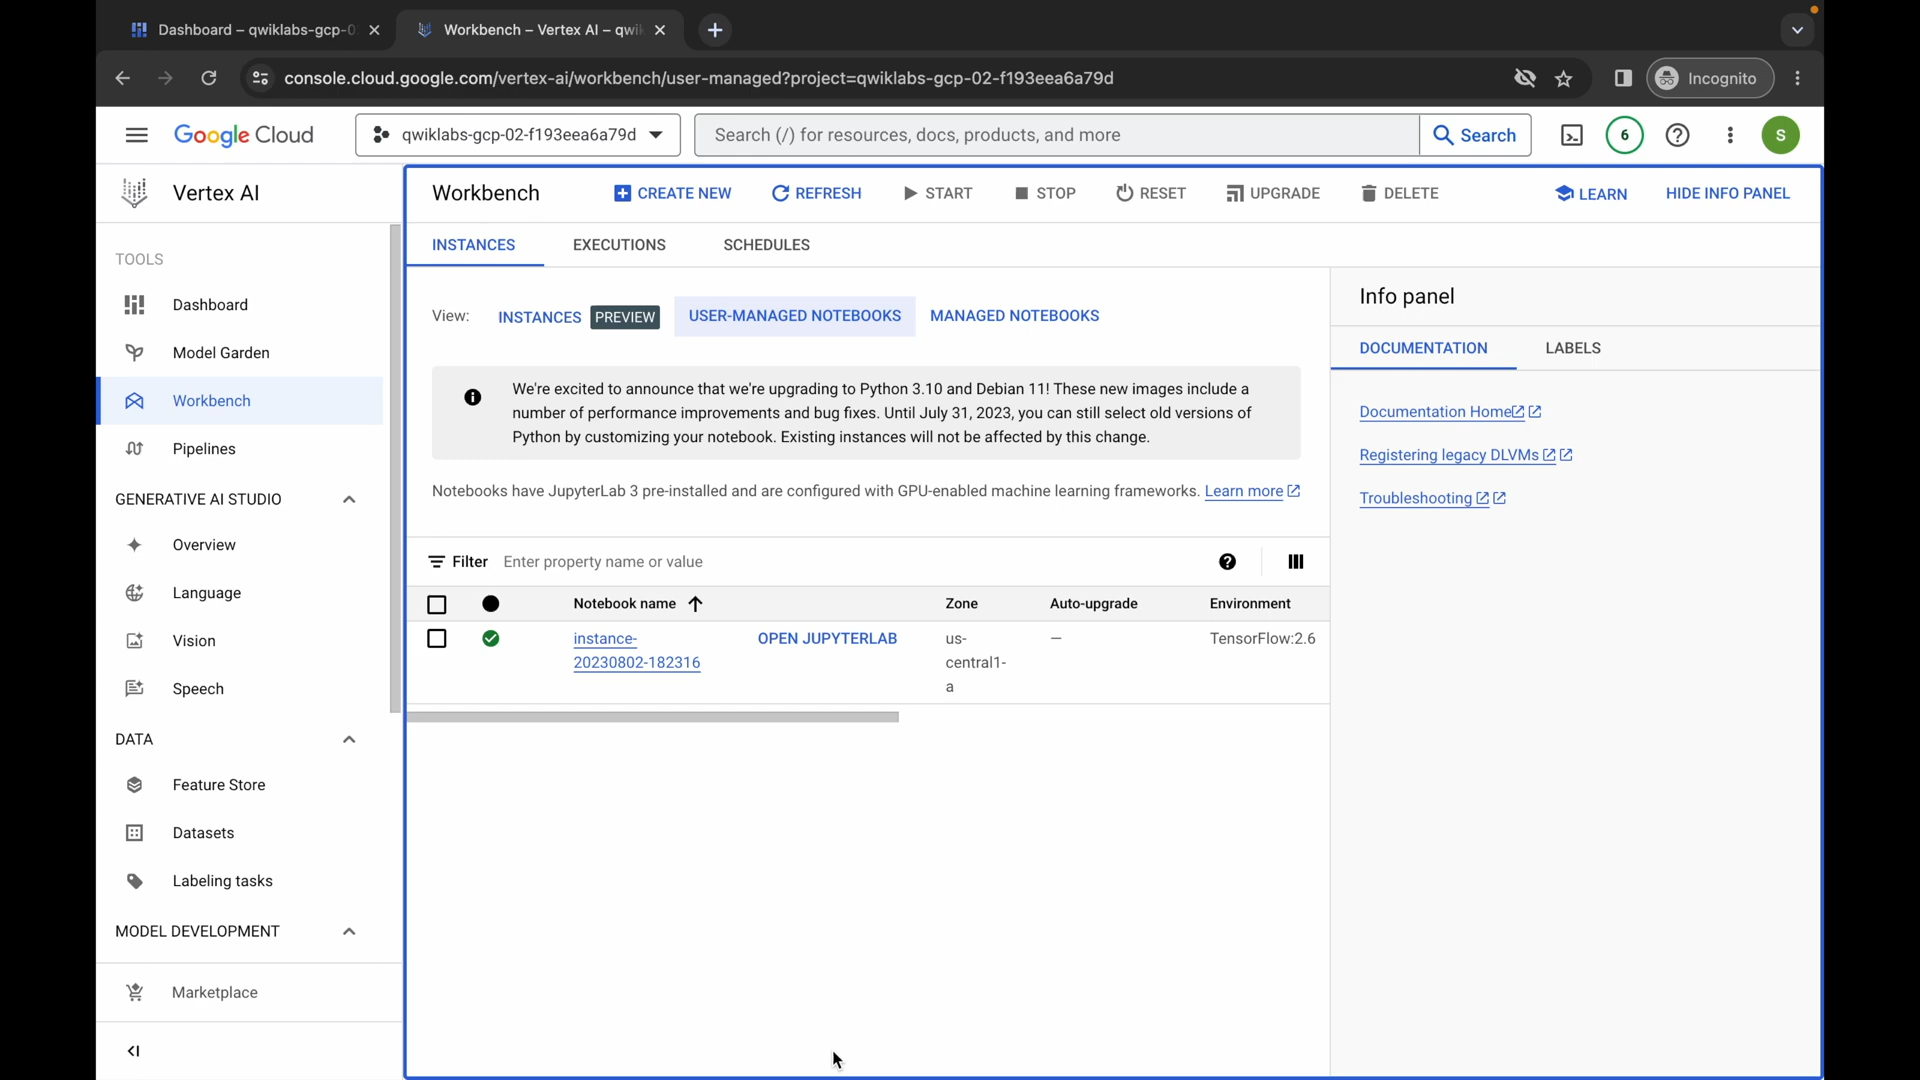 Dashboard – qwiklabs-gcp-0
Workbench – Vertex AI – qwi
console.cloud.google.com/vertex-ai/workbench/user-managed?project=qwiklabs-gcp-02-f193eea6a79d
Incognito
Google Cloud
qwiklabs-gcp-02-f193eea6a79d
Search (/) for resources, docs, products, and more
Search
6
S
Vertex AI
Workbench
CREATE NEW
REFRESH
START
STOP
RESET
UPGRADE
DELETE
LEARN
HIDE INFO PANEL
TOOLS
Dashboard
Model Garden
Workbench
Pipelines
GENERATIVE AI STUDIO
Overview
Language
Vision
Speech
DATA
Feature Store
Datasets
Labeling tasks
MODEL DEVELOPMENT
Marketplace
INSTANCES
EXECUTIONS
SCHEDULES
View:
INSTANCES
PREVIEW
USER-MANAGED NOTEBOOKS
MANAGED NOTEBOOKS
We're excited to announce that we're upgrading to Python 3.10 and Debian 11! These new images include a
number of performance improvements and bug fixes. Until July 31, 2023, you can still select old versions of
Python by customizing your notebook. Existing instances will not be affected by this change.
Notebooks have JupyterLab 3 pre-installed and are configured with GPU-enabled machine learning frameworks. Learn more
Filter
Enter property name or value
Notebook name
Zone
Auto-upgrade
Environment
instance-
20230802-182316
OPEN JUPYTERLAB
us-
central1-
a
—
TensorFlow:2.6
Info panel
DOCUMENTATION
LABELS
Documentation Home
Registering legacy DLVMs
Troubleshooting